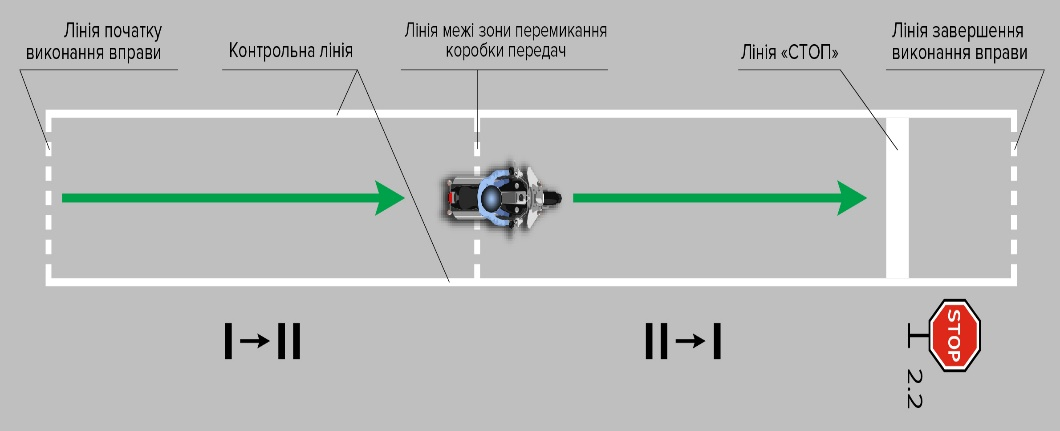 Лінія початку
виконання вправи
Контрольна лінія
Лінія межі зони перемикання
коробки передач
Лінія «СТОП»
Лінія завершення
виконання вправи
I → II
II → I
STOP
2.2